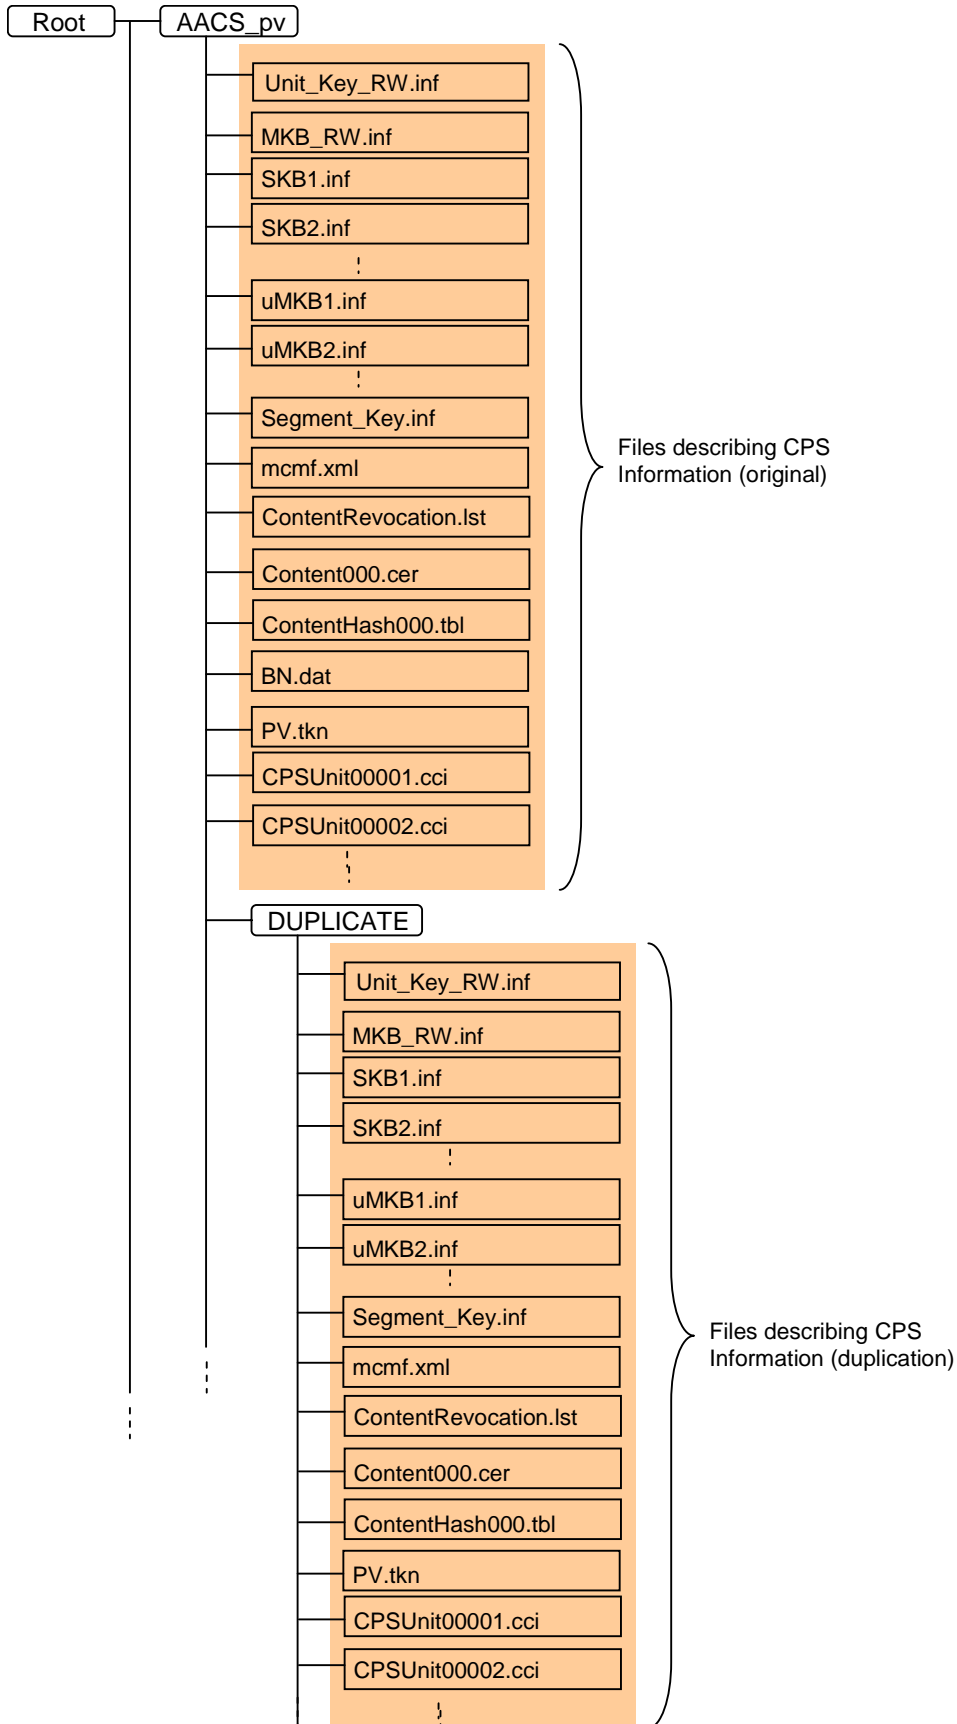 Root
AACS_pv
Unit_Key_RW.inf
MKB_RW.inf
SKB1.inf
SKB2.inf
uMKB1.inf
uMKB2.inf
Segment_Key.inf
mcmf.xml
ContentRevocation.lst
Content000.cer
ContentHash000.tbl
BN.dat
PV.tkn
CPSUnit00001.cci
CPSUnit00002.cci
Files describing CPS
Information (original)
DUPLICATE
Unit_Key_RW.inf
MKB_RW.inf
SKB1.inf
SKB2.inf
uMKB1.inf
uMKB2.inf
Segment_Key.inf
mcmf.xml
ContentRevocation.lst
Content000.cer
ContentHash000.tbl
PV.tkn
CPSUnit00001.cci
CPSUnit00002.cci
Files describing CPS
Information (duplication)